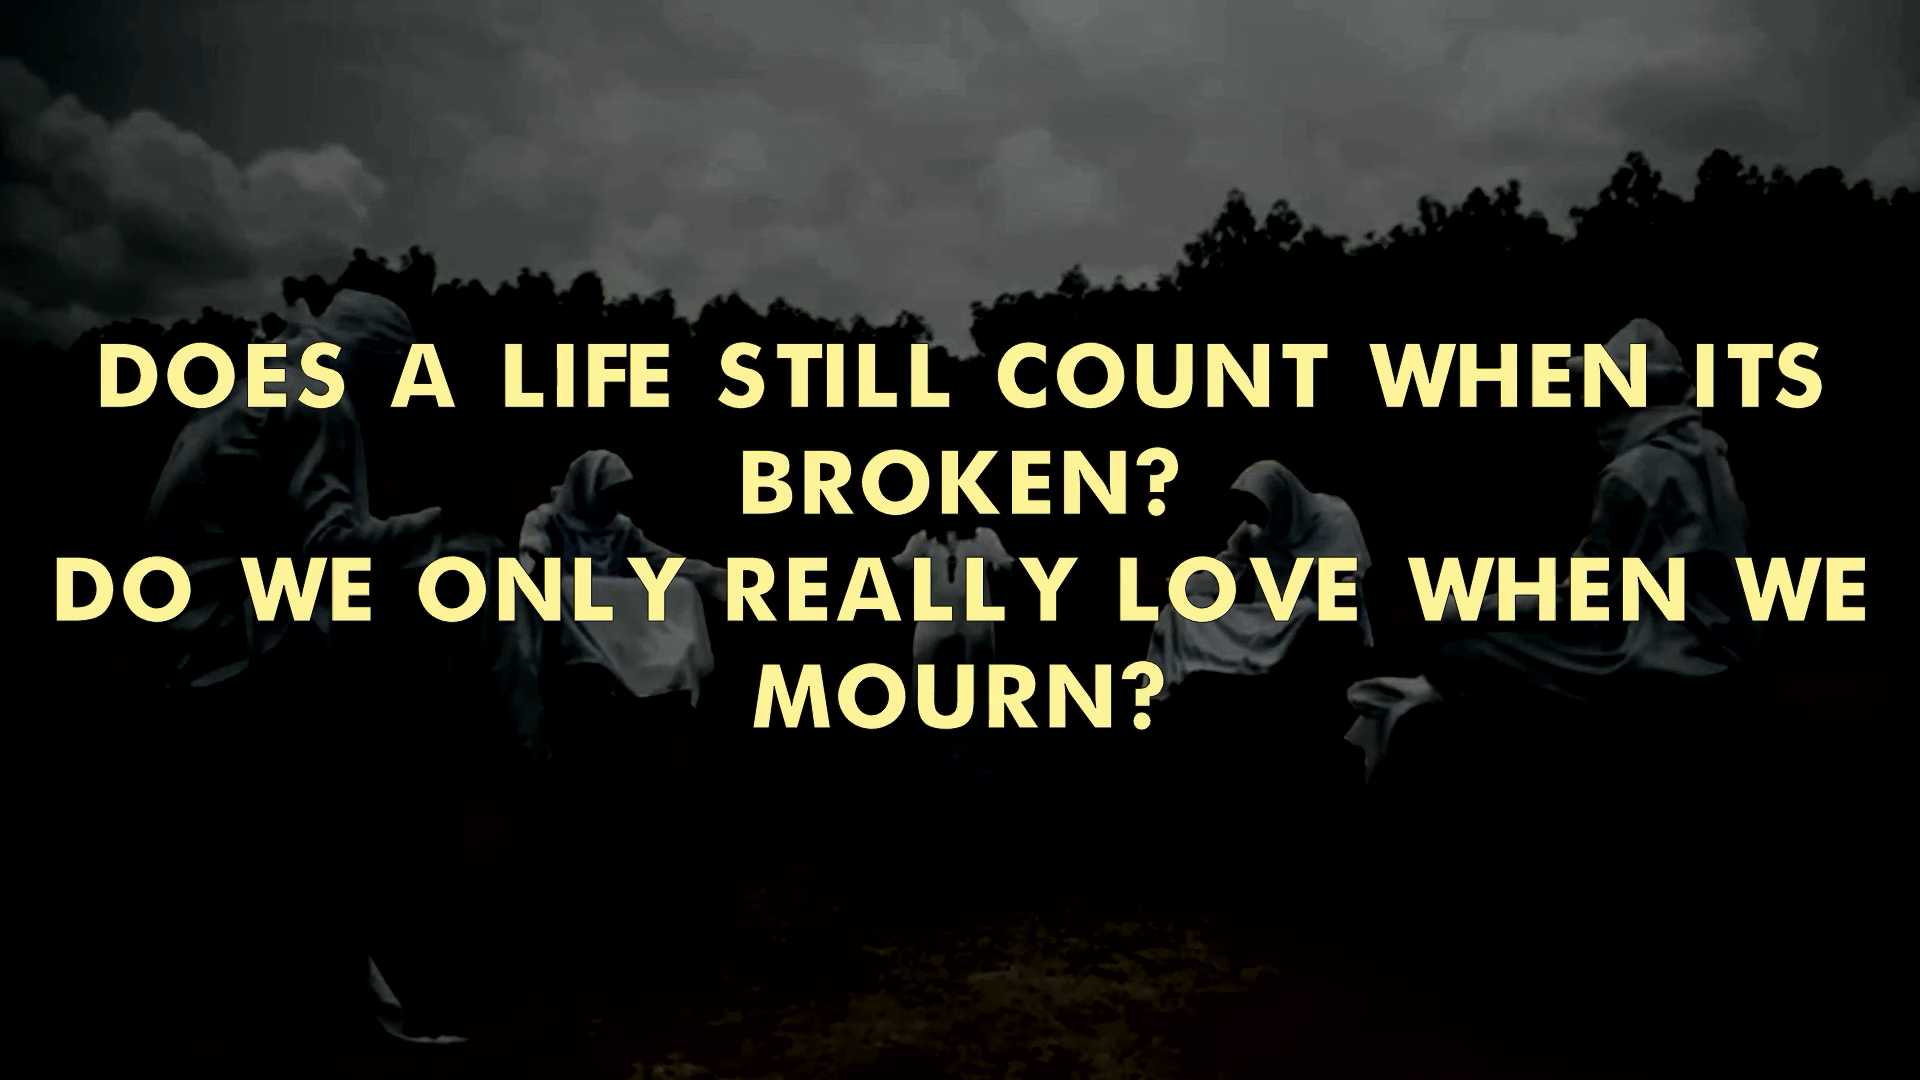 DOES A LIFE STILL COUNT WHEN ITS
BROKEN?
DO WE ONLY REALLY LOVE WHEN WE
MOURN?